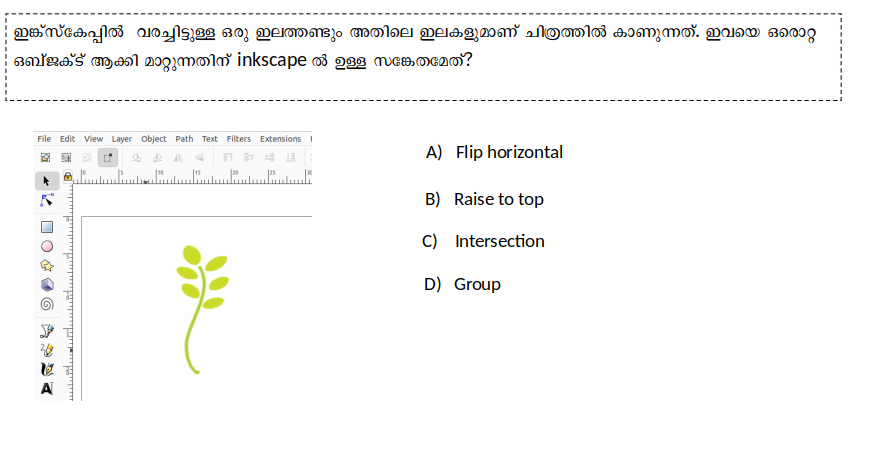 ഇങ്ക്സ്കേപ്പിൽ വരച്ചിട്ടുള്ള ഒരു ഇലത്തണ്ടും അതിലെ ഇലകളുമാണ് ചിത്രത്തിൽ കാണുന്നത്. ഇവയെ ഒരൊറ്റ
ഒബ്ജക്ട് ആക്കി മാറ്റുന്നതിന് inkscape ൽ ഉള്ള സങ്കേതമേത്?
File Edit View Layer Object Path Text Filters Extensions
A) Flip horizontal
B) Raise to top
C) Intersection
D) Group